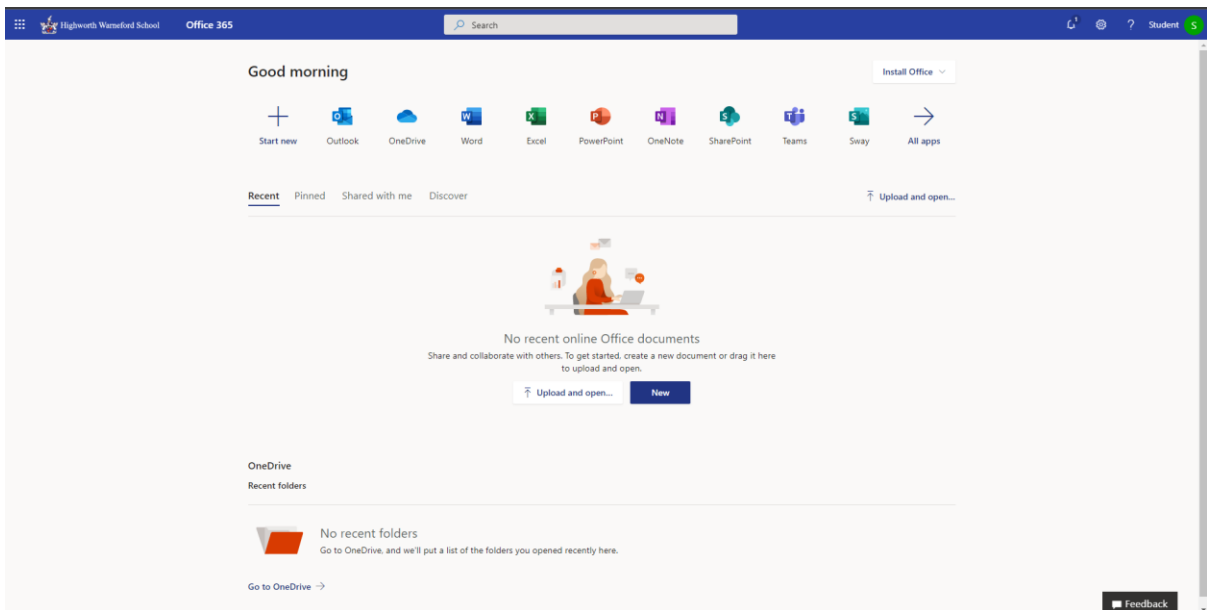 Highworth Warneford School
Office 365
Search
1
?
Student
S
Good morning
Install Office
Start new
Outlook
OneDrive
Word
Excel
PowerPoint
OneNote
SharePoint
Teams
Sway
All apps
Recent
Pinned
Shared with me
Discover
Upload and open...
No recent online Office documents
Share and collaborate with others. To get started, create a new document or drag it here
to upload and open.
Upload and open...
New
OneDrive
Recent folders
No recent folders
Go to OneDrive, and we'll put a list of the folders you opened recently here.
Go to OneDrive
Feedback